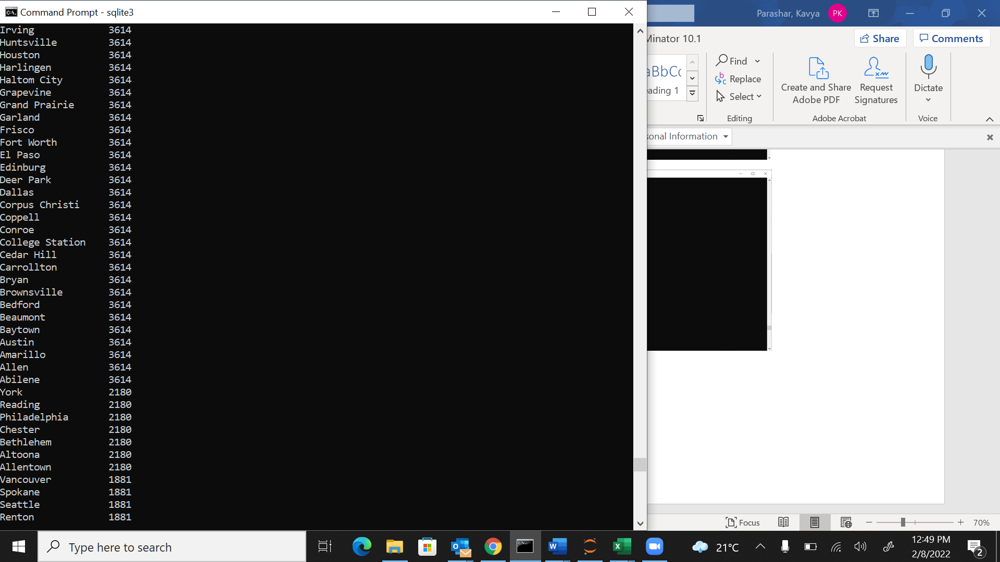 Command Prompt - sqlite3
Irving 3614
Huntsville 3614
Houston 3614
Harlingen 3614
Haltom City 3614
Grapevine 3614
Grand Prairie 3614
Garland 3614
Frisco 3614
Fort Worth 3614
El Paso 3614
Edinburg 3614
Deer Park 3614
Dallas 3614
Corpus Christi 3614
Coppell 3614
Conroe 3614
College Station 3614
Cedar Hill 3614
Carrollton 3614
Bryan 3614
Brownsville 3614
Bedford 3614
Beaumont 3614
Baytown 3614
Austin 3614
Amarillo 3614
Allen 3614
Abilene 3614
York 2180
Reading 2180
Philadelphia 2180
Chester 2180
Bethlehem 2180
Altoona 2180
Allentown 2180
Vancouver 1881
Spokane 1881
Seattle 1881
Renton 1881
Parashar, Kavya PK
Minator 10.1
Share Comments
aBbCc
eading 1
Find
Replace
Select
Editing
Create and Share
Adobe PDF
Request
Signatures
Adobe Acrobat
Dictate
Voice
sonal Information
Focus
70%
Type here to search
21°C
12:49 PM
2/8/2022
2